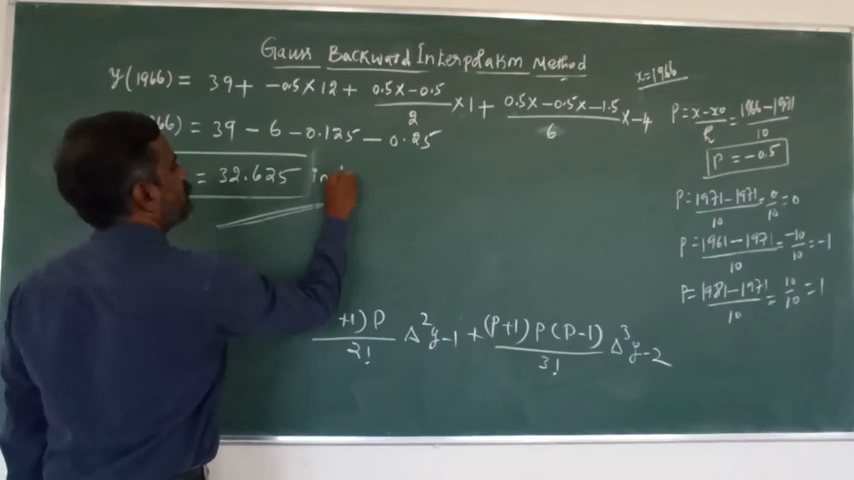 Gauss Backward Interpolation Method
x=1966
y(1966) = 39+ -0.5×12 + 0.5×-0.5/2 ×1 + 0.5×-0.5×-1.5/6 ×-4
66) = 39 - 6 - 0.125 - 0.25
= 32.625 in
P = x-x0/h = 1966-1971/10
P = -0.5
P = 1971-1971/10 = 0/10 = 0
P = 1961-1971/10 = -10/10 = -1
P = 1981-1971/10 = 10/10 = 1
+1) P/2! Δ²y-1 + (P+1) P (P-1)/3! Δ³y-2